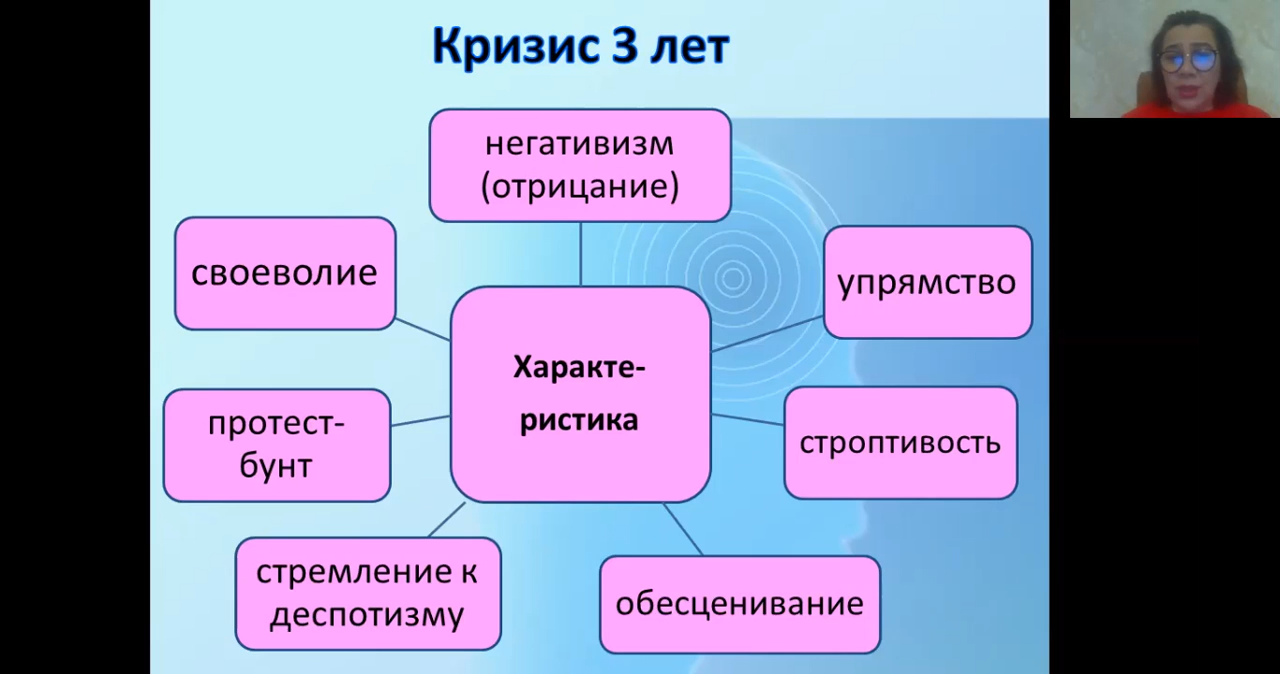 Кризис 3 лет
негативизм
(отрицание)
своеволие
упрямство
Характе-
ристика
протест-
бунт
строптивость
стремление к
деспотизму
обесценивание